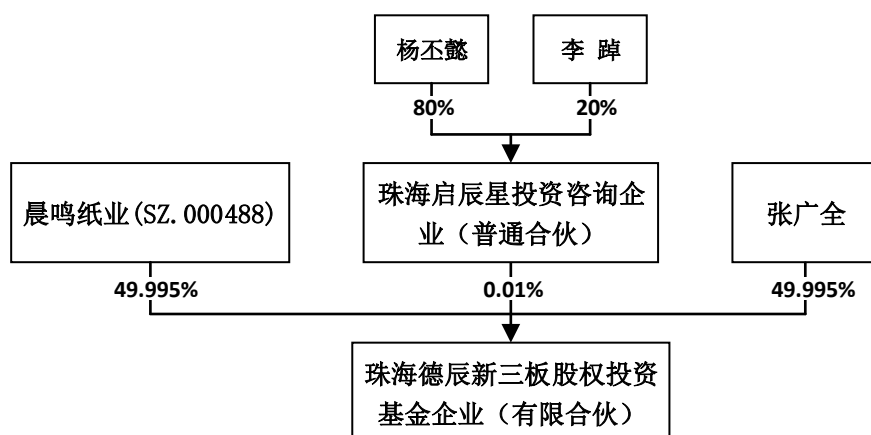 杨丕懿
李 踔
80%
20%
晨鸣纸业(SZ.000488)
珠海启辰星投资咨询企
业（普通合伙）
张广全
49.995%
0.01%
49.995%
珠海德辰新三板股权投资
基金企业（有限合伙）